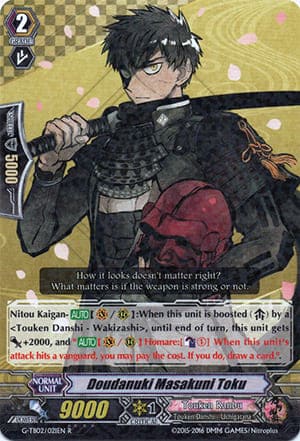 2
GRADE
5000
SHIELD
How it looks doesn't matter right?
What matters is if the weapon is strong or not.
Nitou Kaigan-AUTO [V/R]:When this unit is boosted by a
<Touken Danshi - Wakizashi>, until end of turn, this unit gets
+2000, and "AUTO [V/R] Homare:[1] When this unit's
attack hits a vanguard, you may pay the cost. If you do, draw a card.".
NORMAL UNIT
Doudanuki Masakuni Toku
POWER
9000
1
CRITICAL
Touken Ranbu
Touken Danshi - Uchigatana
G-TB02/021EN R
©2015-2016 DMM GAMES/Nitroplus